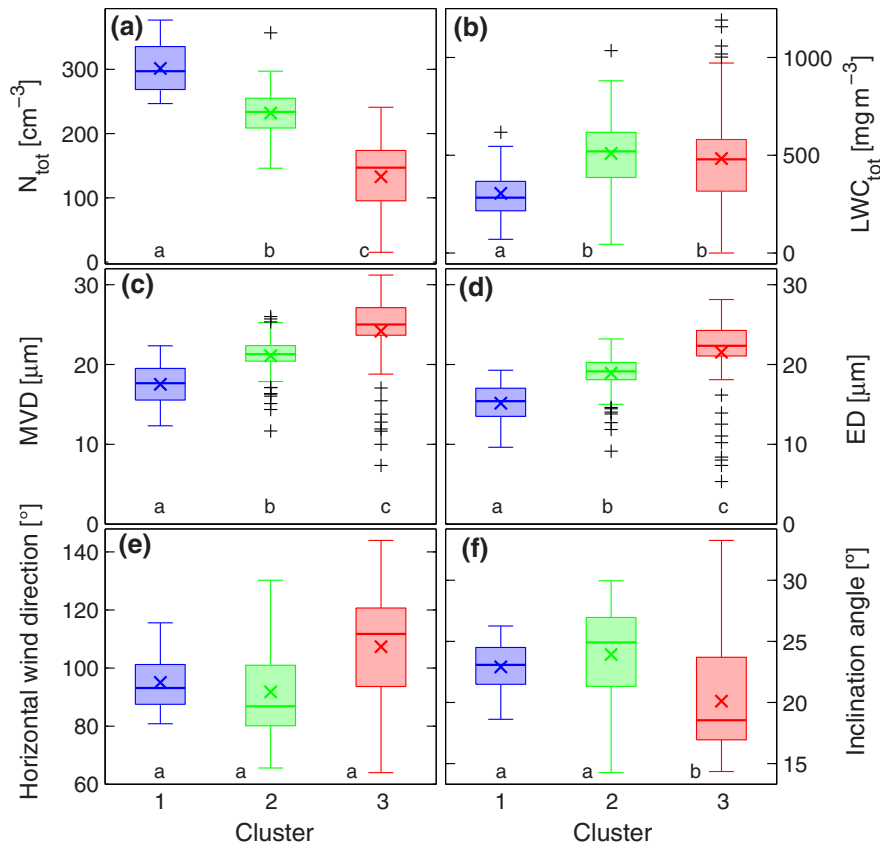 (a)
N_tot [cm⁻³]
300
200
100
0
a b c
(b)
LWC_tot [mg m⁻³]
1000
500
0
a b b
(c)
MVD [µm]
30
20
10
0
a b c
(d)
ED [µm]
30
20
10
0
a b c
(e)
Horizontal wind direction [°]
140
120
100
80
60
a a a
1 2 3
Cluster
(f)
Inclination angle [°]
30
25
20
15
a a b
1 2 3
Cluster